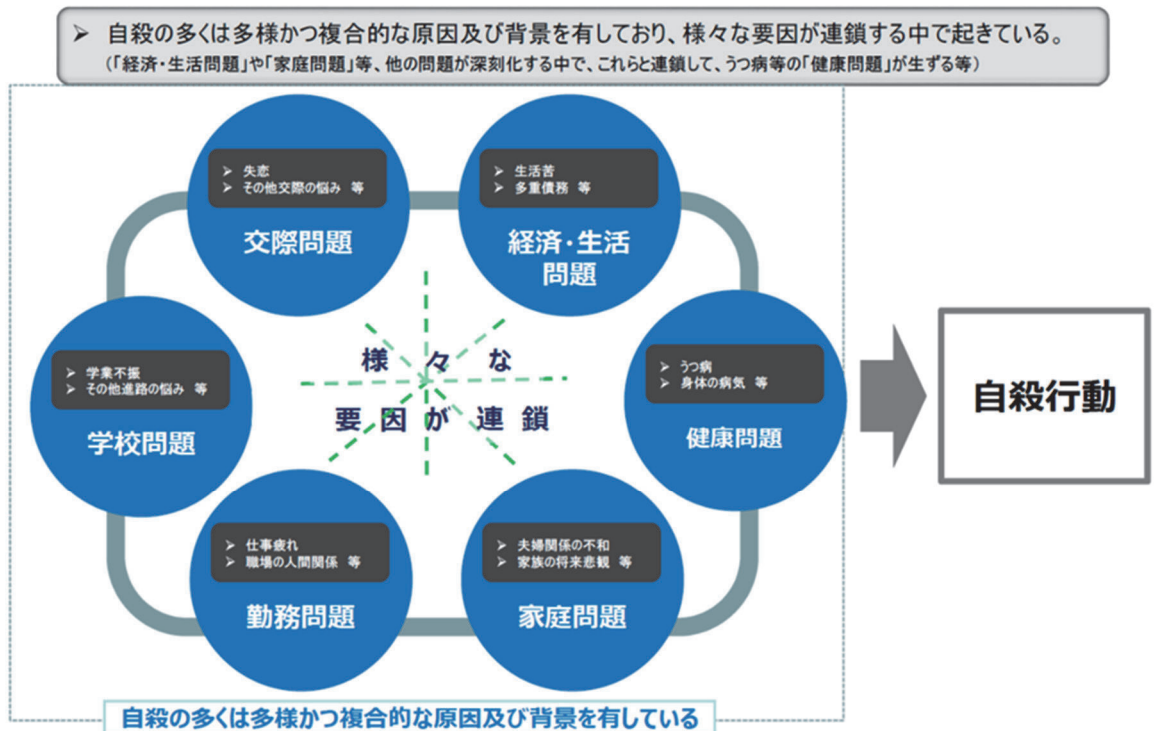 ➢ 自殺の多くは多様かつ複合的な原因及び背景を有しており、様々な要因が連鎖する中で起きている。
（「経済・生活問題」や「家庭問題」等、他の問題が深刻化する中で、これらと連鎖して、うつ病等の「健康問題」が生ずる等）
➢ 失恋
➢ その他交際の悩み 等
交際問題
➢ 生活苦
➢ 多重債務 等
経済・生活
問題
➢ 学業不振
➢ その他進路の悩み 等
学校問題
様々な
要因が連鎖
➢ うつ病
➢ 身体の病気 等
健康問題
自殺行動
➢ 仕事疲れ
➢ 職場の人間関係 等
勤務問題
➢ 夫婦関係の不和
➢ 家族の将来悲観 等
家庭問題
自殺の多くは多様かつ複合的な原因及び背景を有している